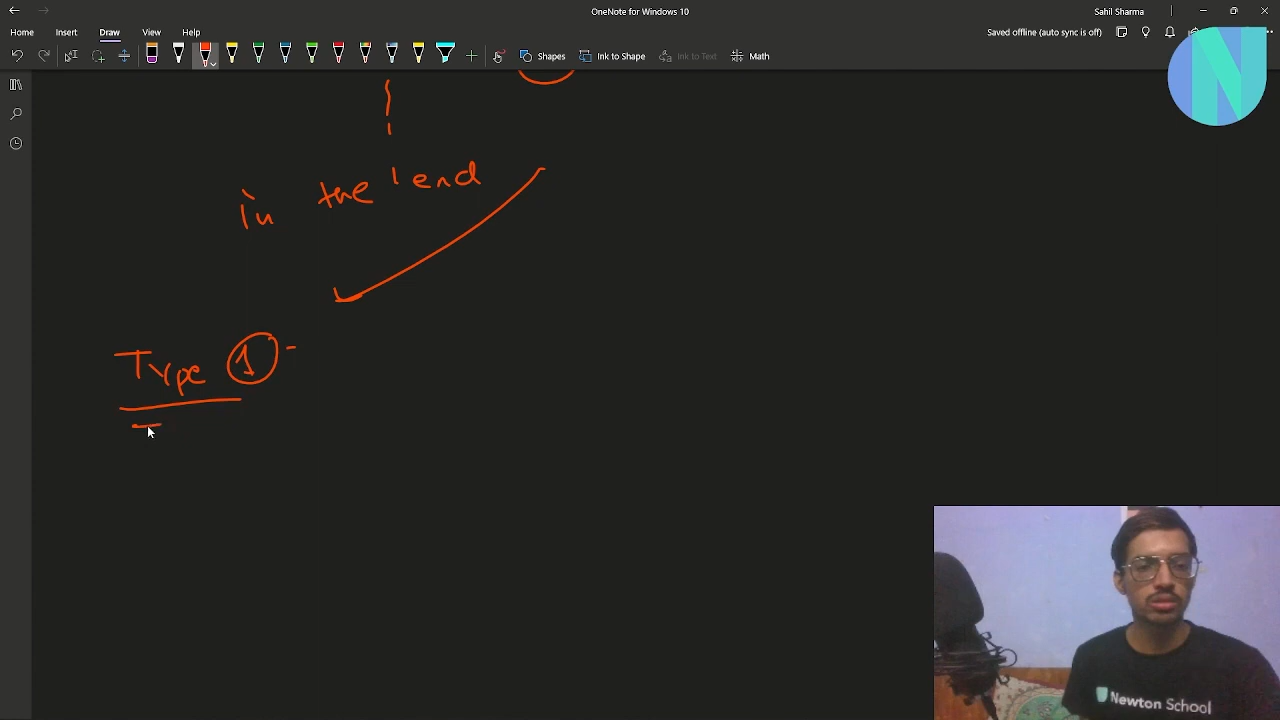 OneNote for Windows 10
Sahil Sharma
Home Insert Draw View Help
Saved offline (auto sync is off)
Shapes Ink to Shape Ink to Text Math
in the end
Type 1 -
Newton School